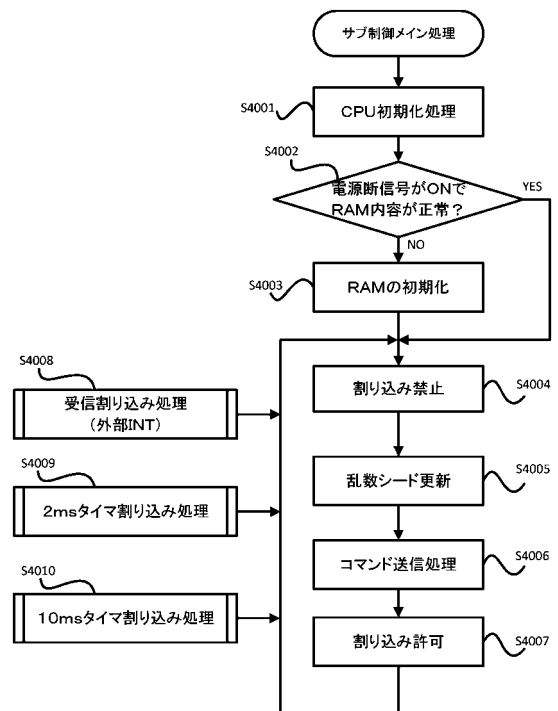 サブ制御メイン処理
S4001
CPU初期化処理
S4002
電源断信号がONで
RAM内容が正常?
YES
NO
S4003
RAMの初期化
S4008
受信割り込み処理
(外部INT)
割り込み禁止
S4004
S4009
2msタイマ割り込み処理
乱数シード更新
S4005
S4010
10msタイマ割り込み処理
コマンド送信処理
S4006
割り込み許可
S4007